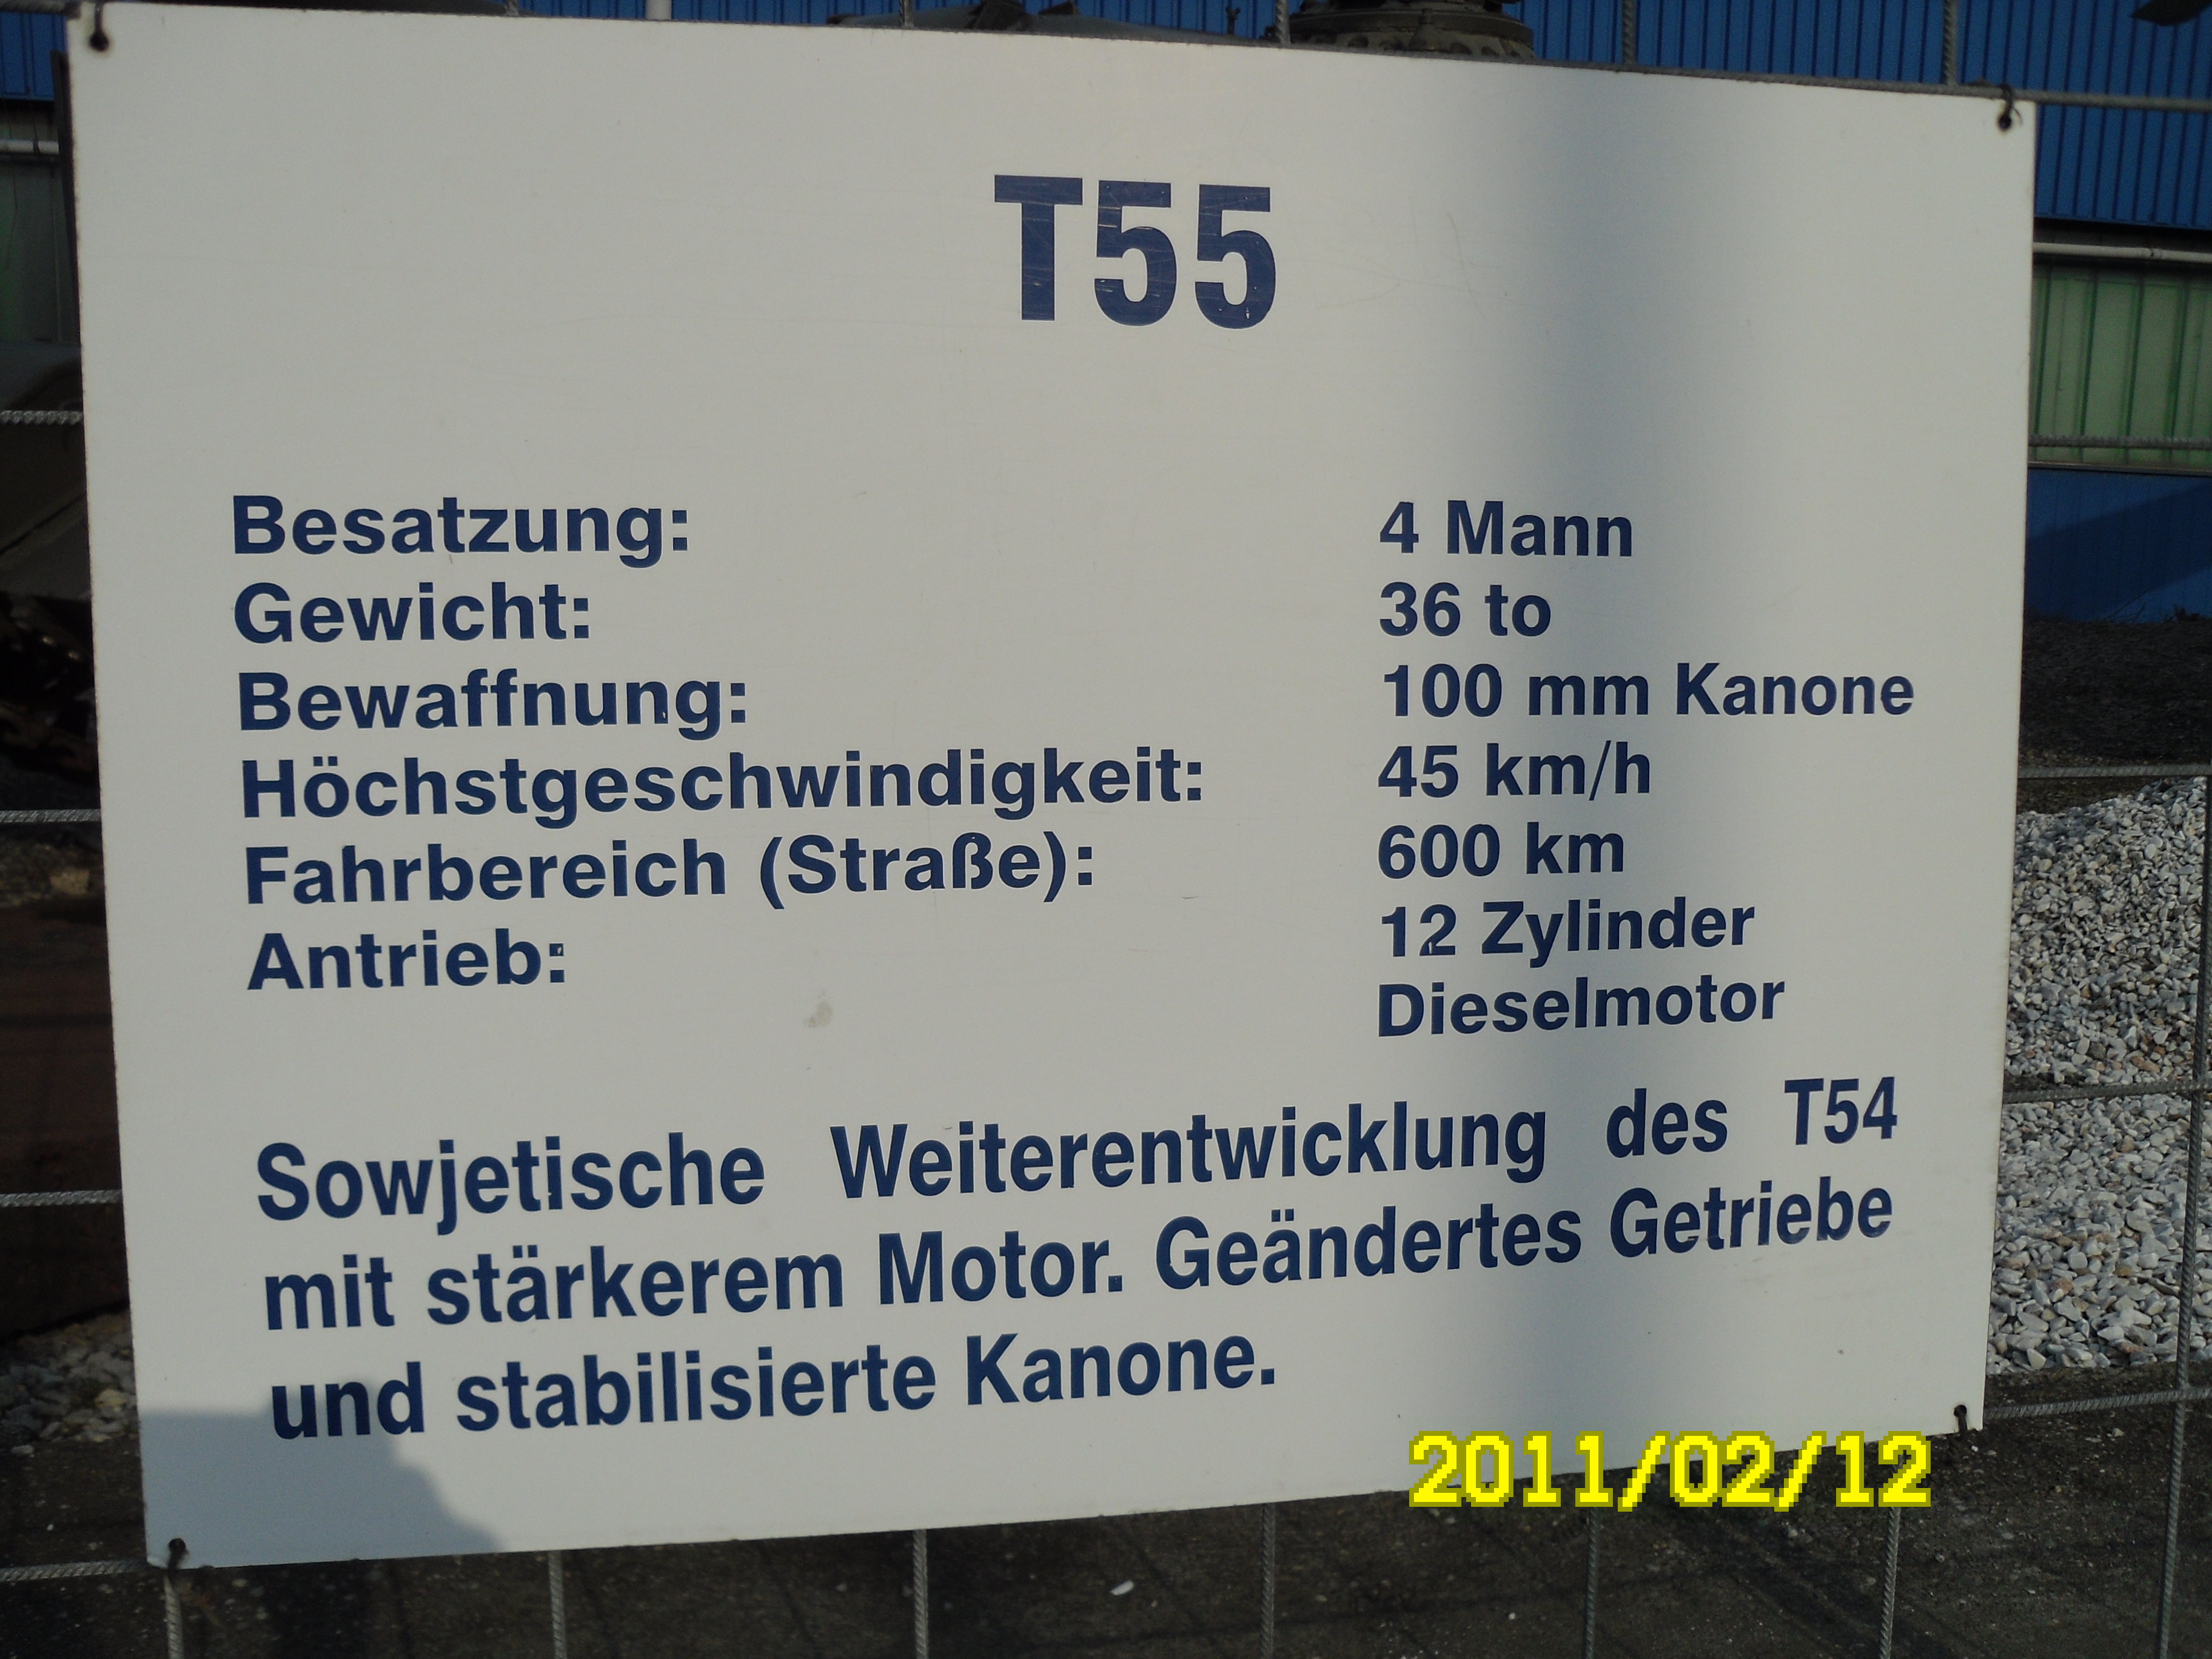 T55
Besatzung: 4 Mann
Gewicht: 36 to
Bewaffnung: 100 mm Kanone
Höchstgeschwindigkeit: 45 km/h
Fahrbereich (Straße): 600 km
Antrieb: 12 Zylinder
Dieselmotor
Sowjetische Weiterentwicklung des T54
mit stärkerem Motor. Geändertes Getriebe
und stabilisierte Kanone.
2011/02/12